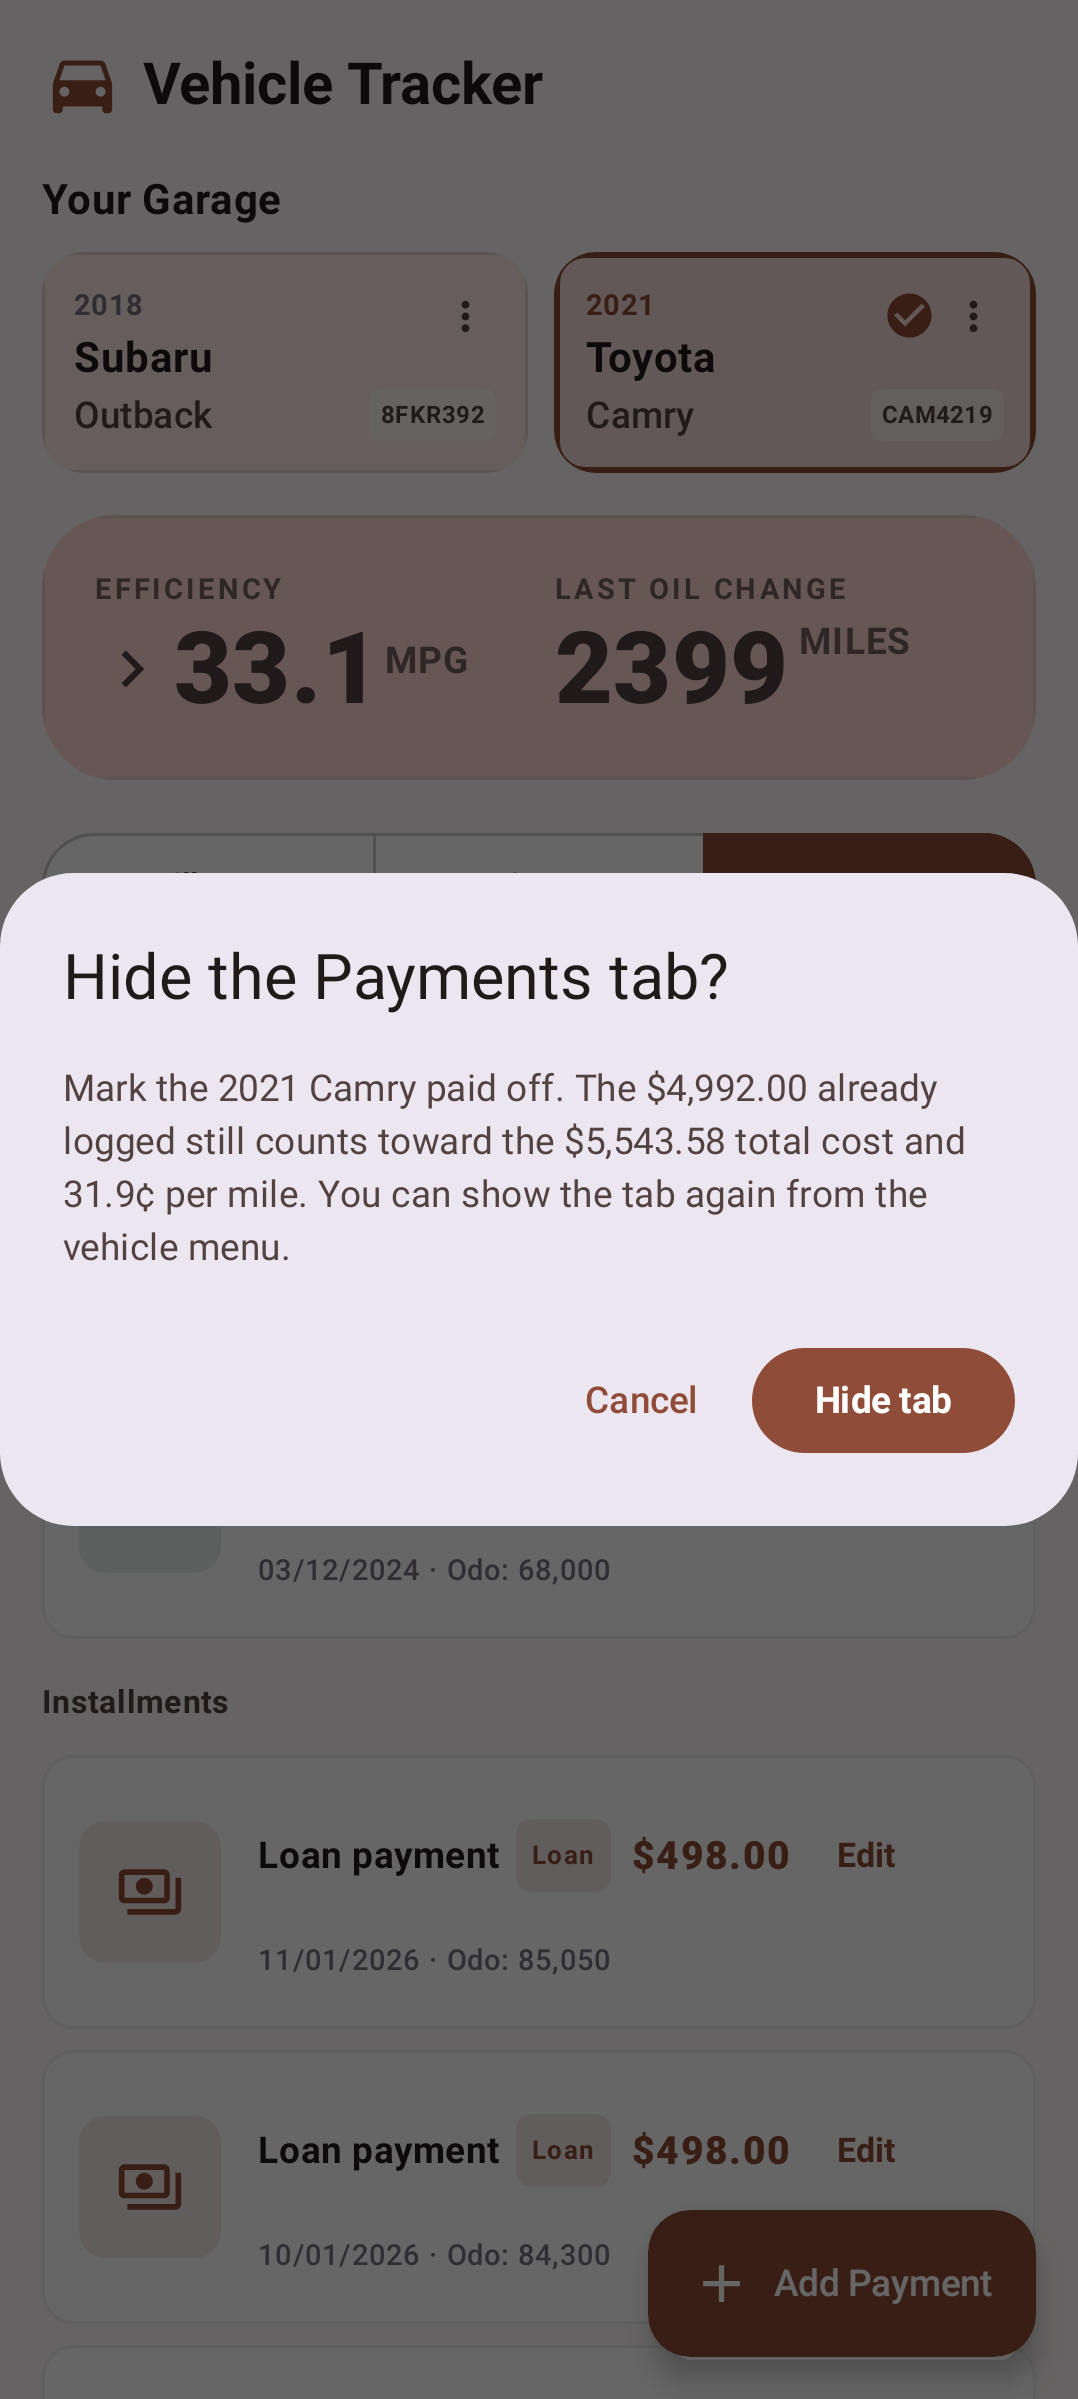 Vehicle Tracker
Your Garage
2018
Subaru
Outback
8FKR392
2021
Toyota
Camry
CAM4219
EFFICIENCY
33.1 MPG
LAST OIL CHANGE
2399 MILES
Hide the Payments tab?
Mark the 2021 Camry paid off. The $4,992.00 already
logged still counts toward the $5,543.58 total cost and
31.9¢ per mile. You can show the tab again from the
vehicle menu.
Cancel
Hide tab
03/12/2024 · Odo: 68,000
Installments
Loan payment Loan $498.00 Edit
11/01/2026 · Odo: 85,050
Loan payment Loan $498.00 Edit
10/01/2026 · Odo: 84,300
Add Payment